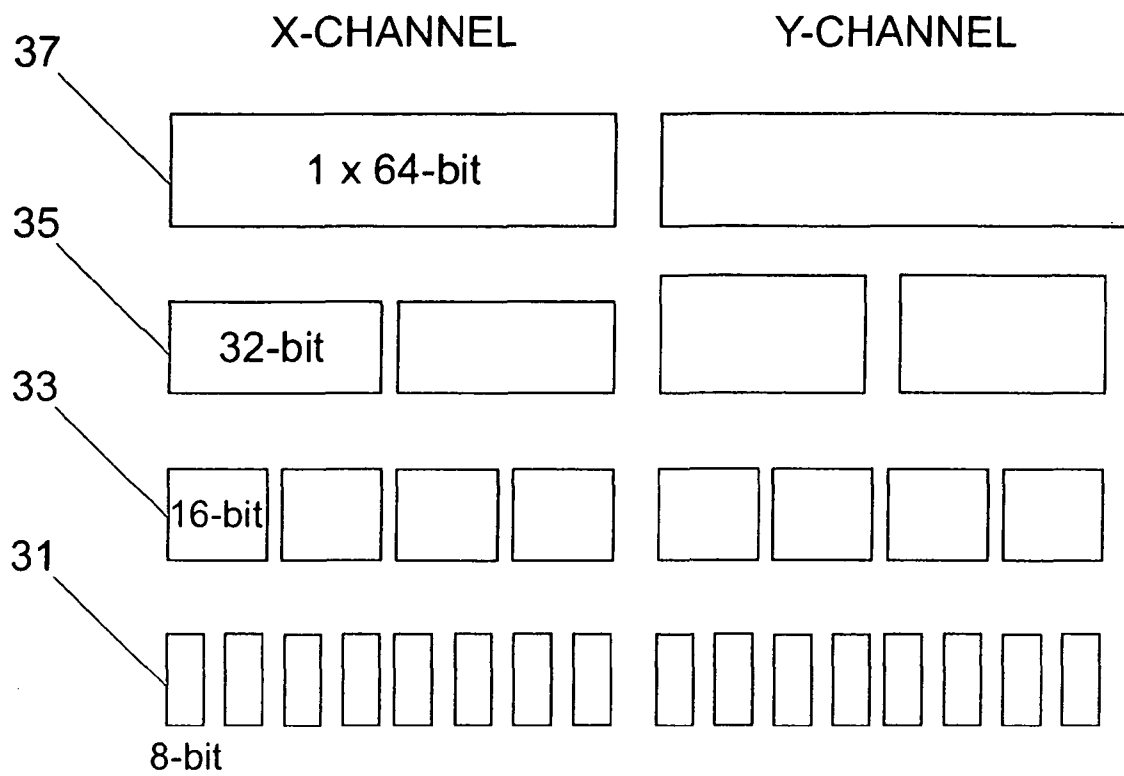 X-CHANNEL Y-CHANNEL
37
1 x 64-bit
35
32-bit
33
16-bit
31
8-bit